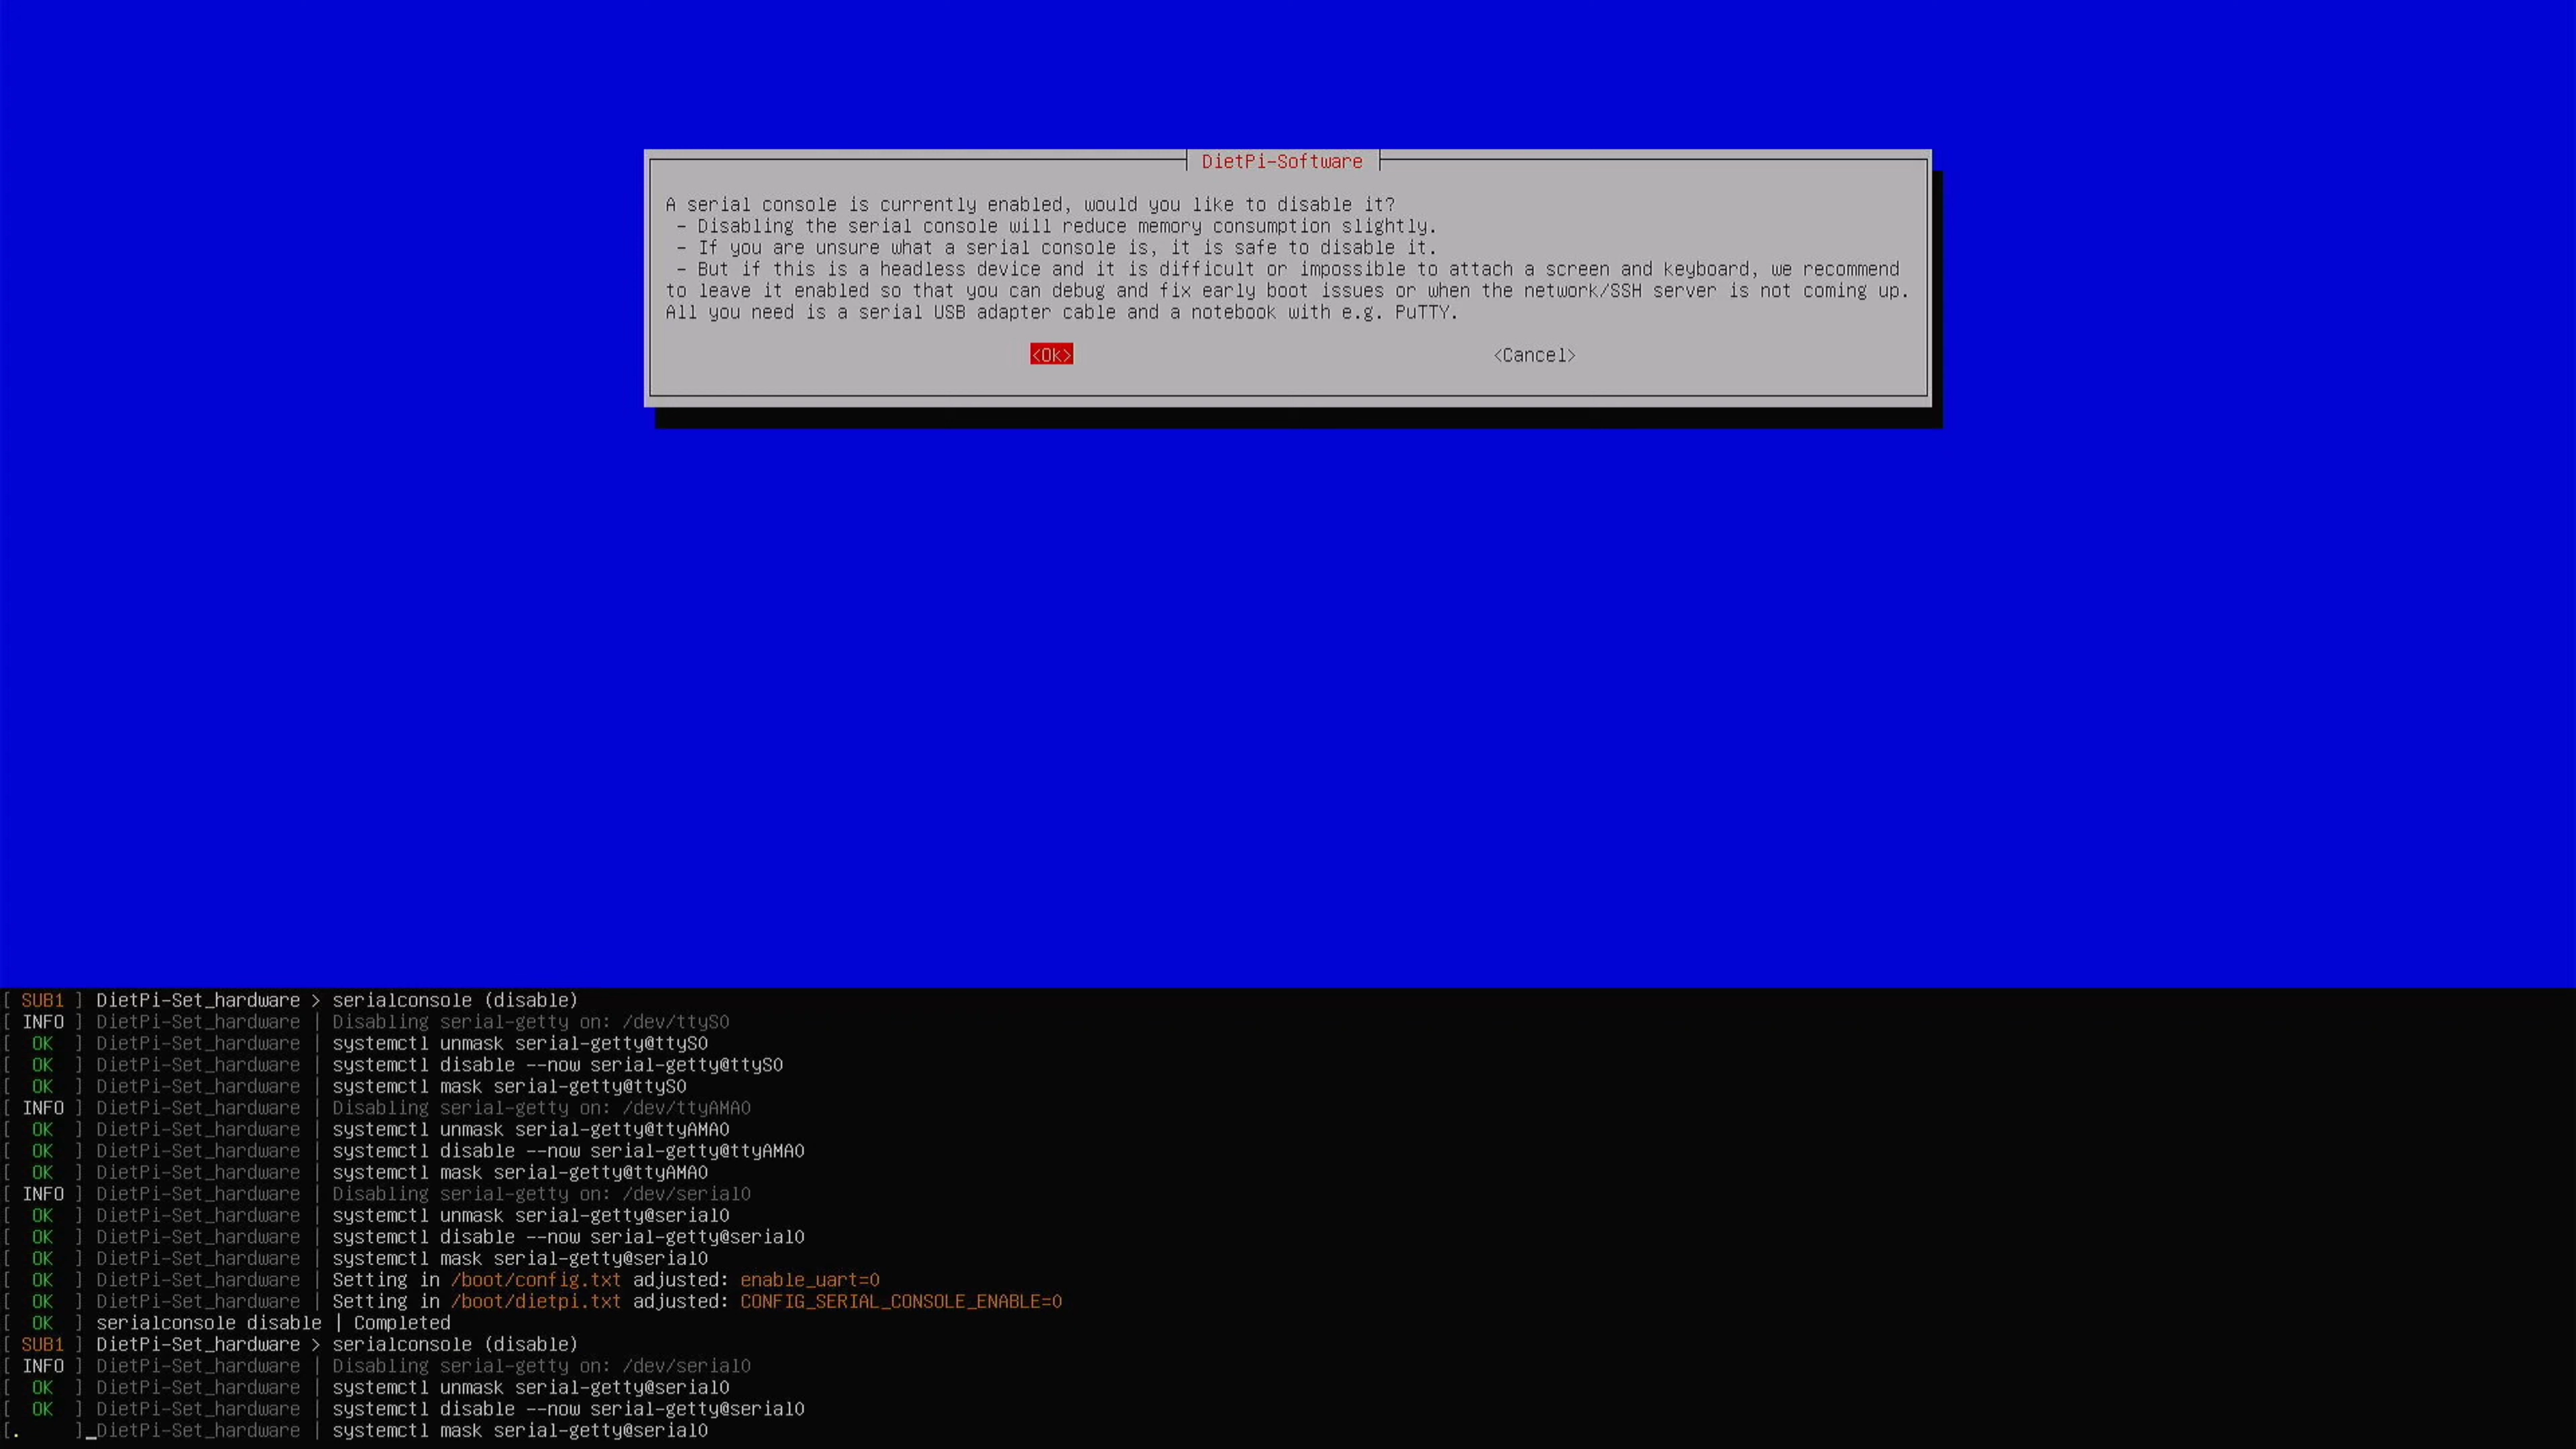 DietPi-Software
A serial console is currently enabled, would you like to disable it?
- Disabling the serial console will reduce memory consumption slightly.
- If you are unsure what a serial console is, it is safe to disable it.
- But if this is a headless device and it is difficult or impossible to attach a screen and keyboard, we recommend
to leave it enabled so that you can debug and fix early boot issues or when the network/SSH server is not coming up.
All you need is a serial USB adapter cable and a notebook with e.g. PuTTY.
<Ok> <Cancel>
[ SUB1 ] DietPi-Set_hardware > serialconsole (disable)
[ INFO ] DietPi-Set_hardware | Disabling serial-getty on: /dev/ttyS0
[  OK  ] DietPi-Set_hardware | systemctl unmask serial-getty@ttyS0
[  OK  ] DietPi-Set_hardware | systemctl disable --now serial-getty@ttyS0
[  OK  ] DietPi-Set_hardware | systemctl mask serial-getty@ttyS0
[ INFO ] DietPi-Set_hardware | Disabling serial-getty on: /dev/ttyAMA0
[  OK  ] DietPi-Set_hardware | systemctl unmask serial-getty@ttyAMA0
[  OK  ] DietPi-Set_hardware | systemctl disable --now serial-getty@ttyAMA0
[  OK  ] DietPi-Set_hardware | systemctl mask serial-getty@ttyAMA0
[ INFO ] DietPi-Set_hardware | Disabling serial-getty on: /dev/serial0
[  OK  ] DietPi-Set_hardware | systemctl unmask serial-getty@serial0
[  OK  ] DietPi-Set_hardware | systemctl disable --now serial-getty@serial0
[  OK  ] DietPi-Set_hardware | systemctl mask serial-getty@serial0
[  OK  ] DietPi-Set_hardware | Setting in /boot/config.txt adjusted: enable_uart=0
[  OK  ] DietPi-Set_hardware | Setting in /boot/dietpi.txt adjusted: CONFIG_SERIAL_CONSOLE_ENABLE=0
[  OK  ] serialconsole disable | Completed
[ SUB1 ] DietPi-Set_hardware > serialconsole (disable)
[ INFO ] DietPi-Set_hardware | Disabling serial-getty on: /dev/serial0
[  OK  ] DietPi-Set_hardware | systemctl unmask serial-getty@serial0
[  OK  ] DietPi-Set_hardware | systemctl disable --now serial-getty@serial0
[.     ]_DietPi-Set_hardware | systemctl mask serial-getty@serial0